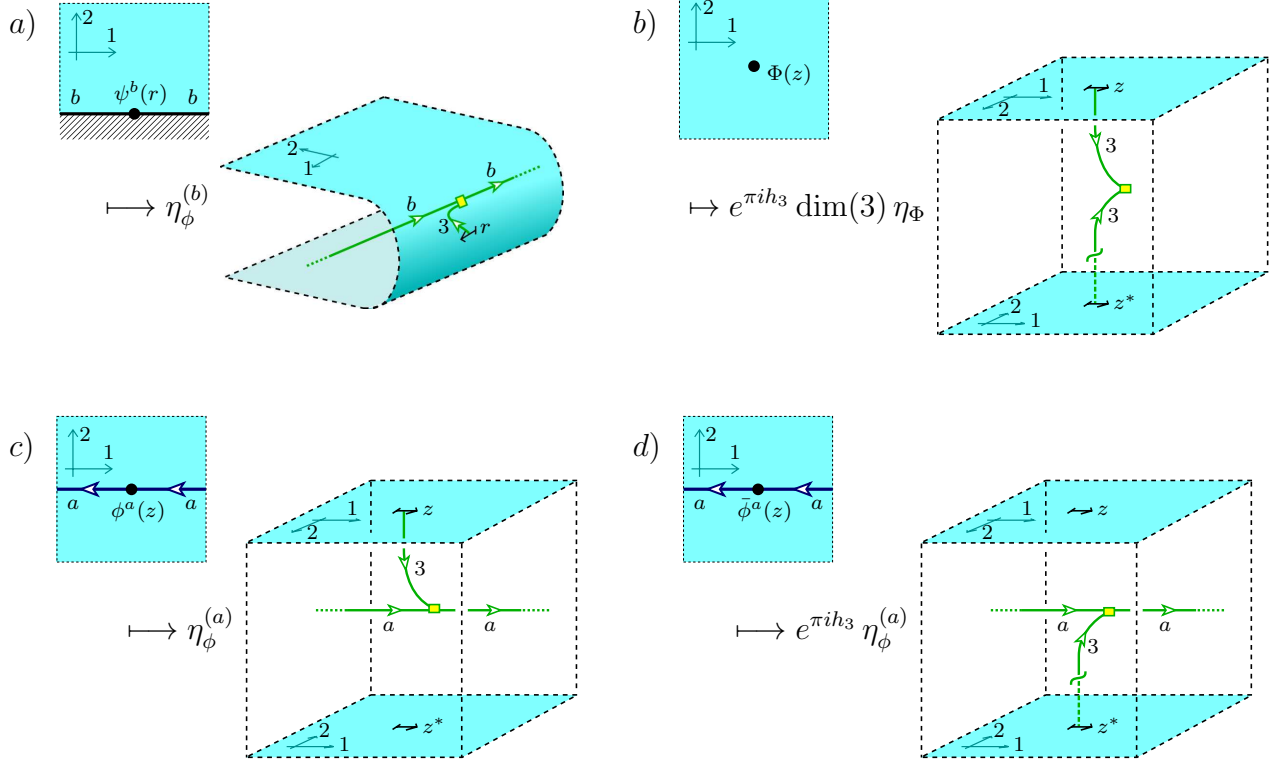 a)
2
1
b
ψ^b(r)
b
⟼ η_ϕ^{(b)}
2
1
b
b
3
r
b)
2
1
Φ(z)
↦ e^{πih_3} dim(3) η_Φ
1
2
z
3
3
2
1
z*
c)
2
1
a
ϕ^a(z)
a
⟼ η_ϕ^{(a)}
1
2
z
3
a
a
2
1
z*
d)
2
1
a
ϕ̄^a(z)
a
⟼ e^{πih_3} η_ϕ^{(a)}
1
2
z
a
a
3
2
1
z*